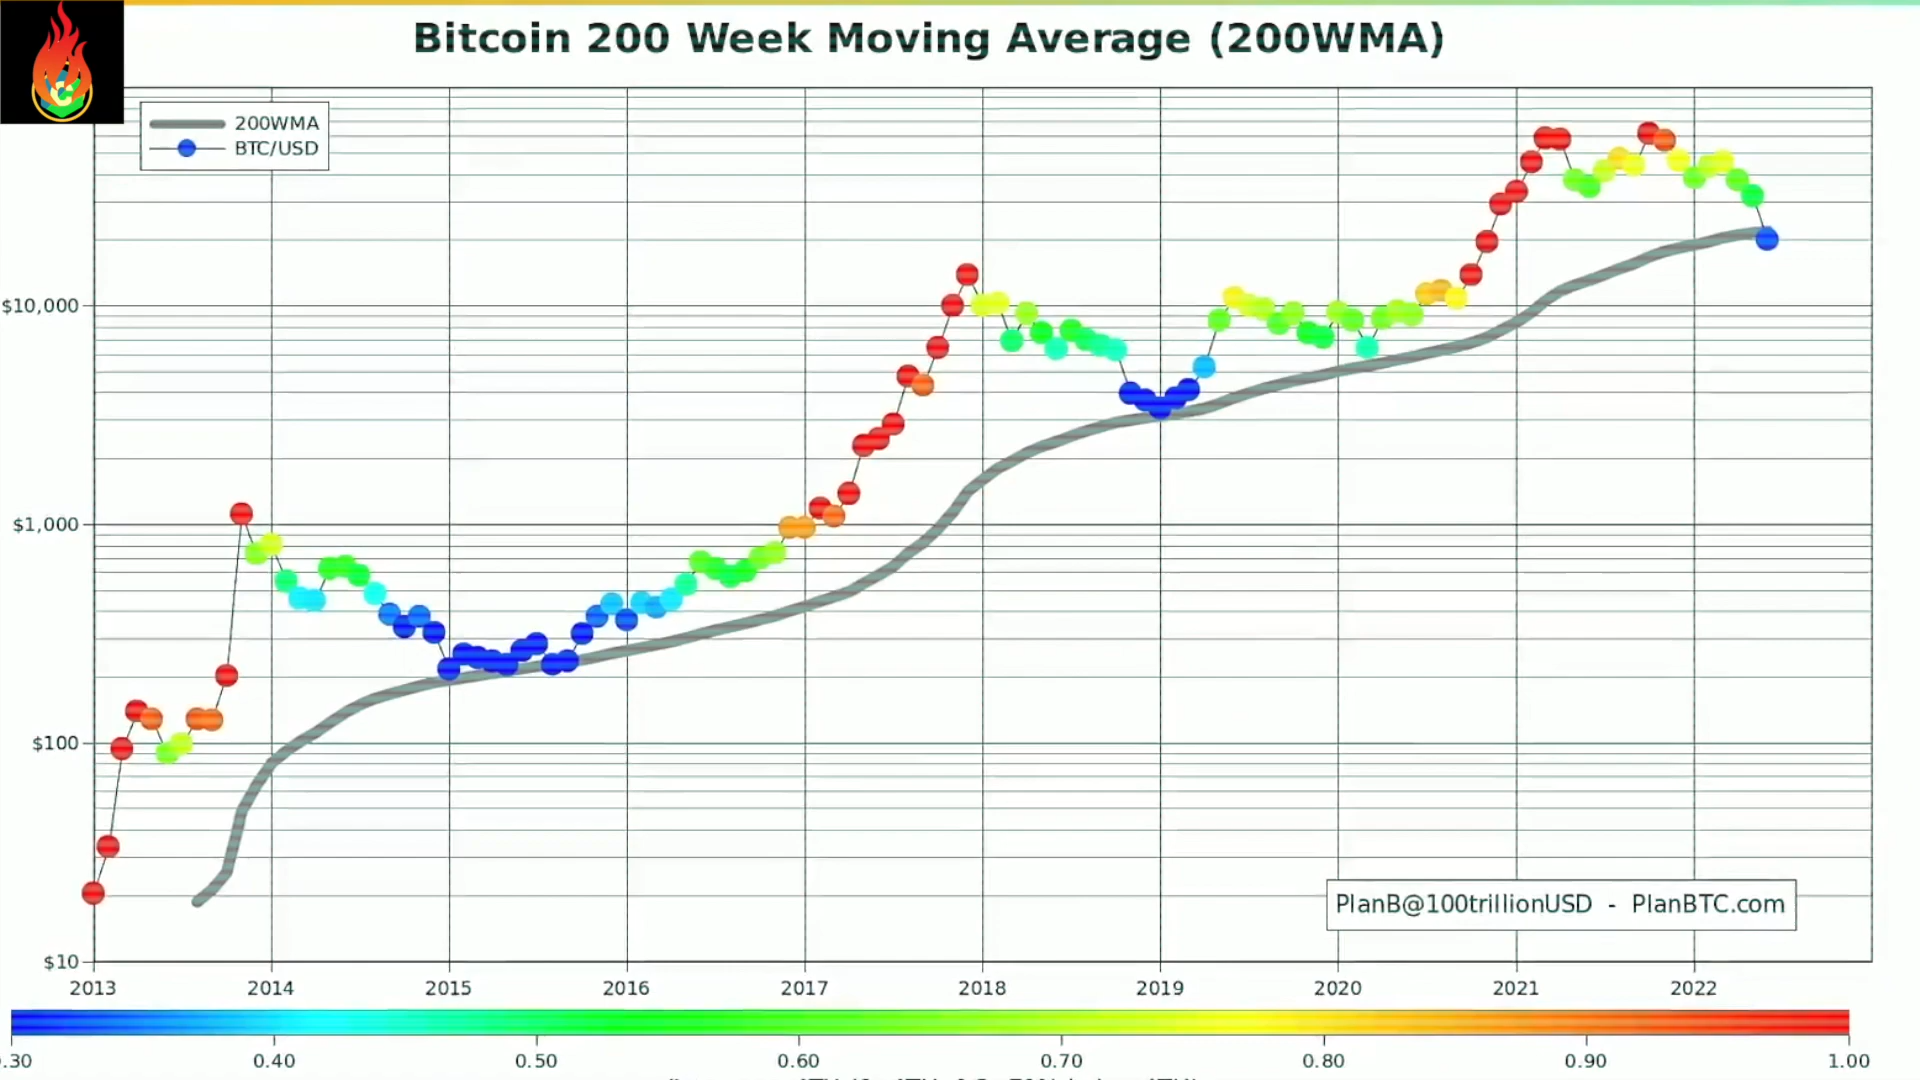 Bitcoin 200 Week Moving Average (200WMA)
200WMA
BTC/USD
$10,000
$1,000
$100
$10
PlanB@100trillionUSD - PlanBTC.com
2013 2014 2015 2016 2017 2018 2019 2020 2021 2022
.30 0.40 0.50 0.60 0.70 0.80 0.90 1.00